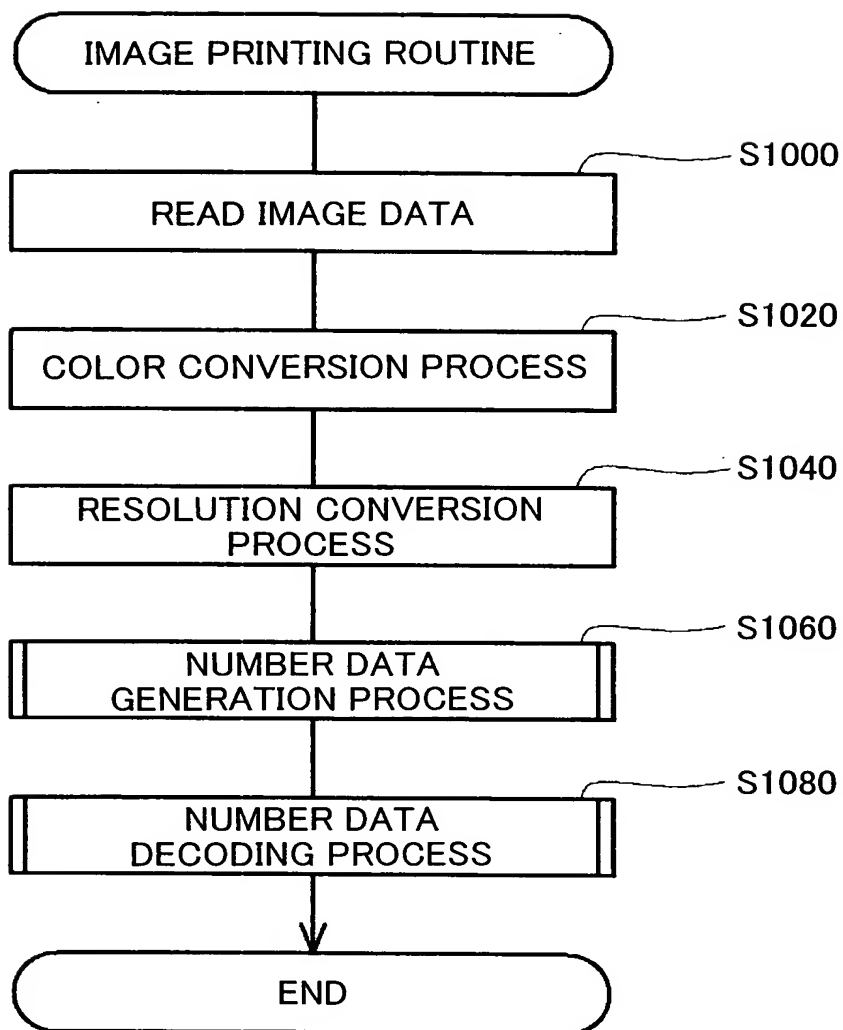 IMAGE PRINTING ROUTINE
S1000
READ IMAGE DATA
S1020
COLOR CONVERSION PROCESS
S1040
RESOLUTION CONVERSION
PROCESS
S1060
NUMBER DATA
GENERATION PROCESS
S1080
NUMBER DATA
DECODING PROCESS
END